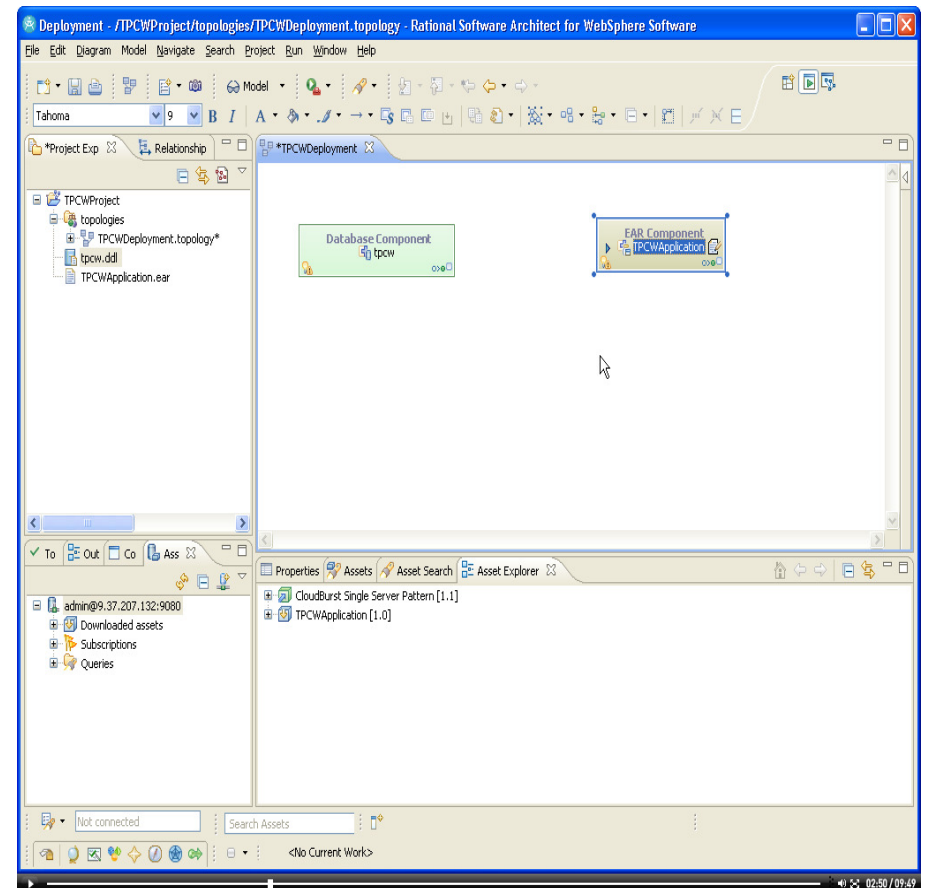 Deployment - /TPCWProject/topologies/TPCWDeployment.topology - Rational Software Architect for WebSphere Software
File Edit Diagram Model Navigate Search Project Run Window Help
Model
Tahoma 9 B I A
*Project Exp Relationship
*TPCWDeployment
TPCWProject
topologies
TPCWDeployment.topology*
tpcw.ddl
TPCWApplication.ear
Database Component
tpcw
EAR Component
TPCWApplication
To Out Co Ass
admin@9.37.207.132:9080
Downloaded assets
Subscriptions
Queries
Properties Assets Asset Search Asset Explorer
CloudBurst Single Server Pattern [1.1]
TPCWApplication [1.0]
Not connected
Search Assets
<No Current Work>
02:50 / 09:49